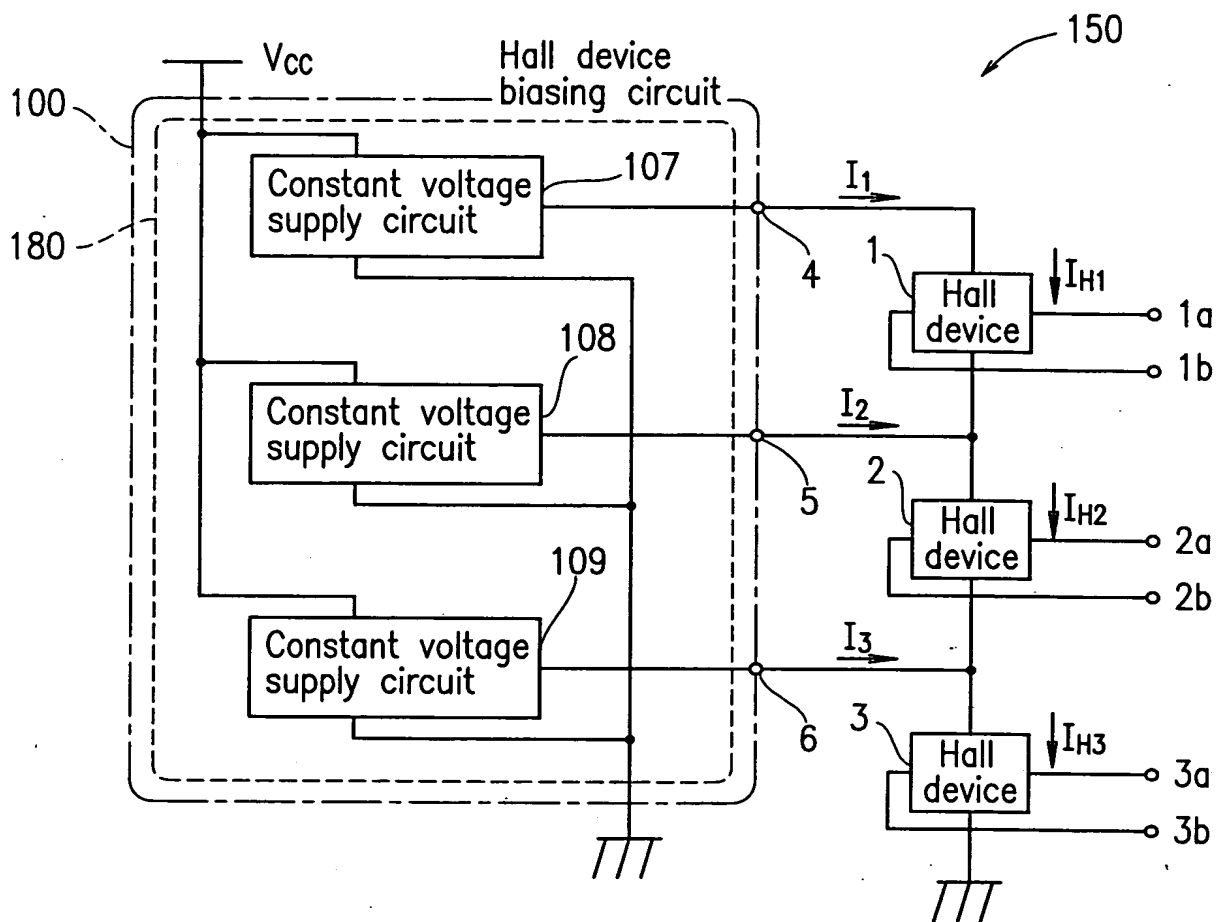 150
VCC
Hall device
biasing circuit
100
107
Constant voltage
supply circuit
I1
180
4
1
IH1
Hall
device
1a
1b
108
Constant voltage
supply circuit
I2
5
2
IH2
Hall
device
2a
2b
109
Constant voltage
supply circuit
I3
6
3
IH3
Hall
device
3a
3b